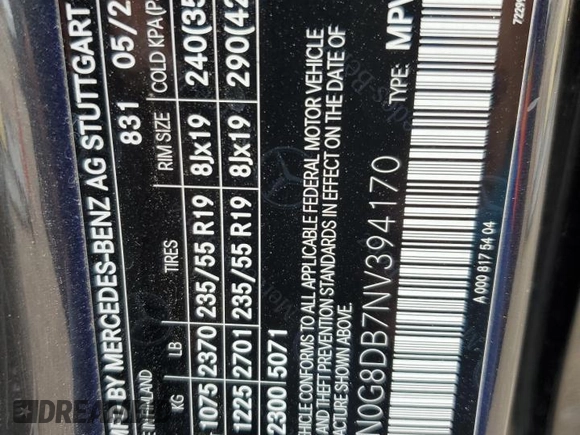 MBY MERCEDES-BENZ AG STUTTGART
831 05/2
KG LB TIRES RIM SIZE COLD KPA(P
1075 2370 235/55 R19 8Jx19 240(35
1225 2701 235/55 R19 8Jx19 290(42
2300 5071
VEHICLE CONFORMS TO ALL APPLICABLE FEDERAL MOTOR VEHICLE
AND THEFT PREVENTION STANDARDS IN EFFECT ON THE DATE OF
TURE SHOWN ABOVE.
N0G8DB7NV394170 TYPE: MPV
A 000 817 54 04
DREAM